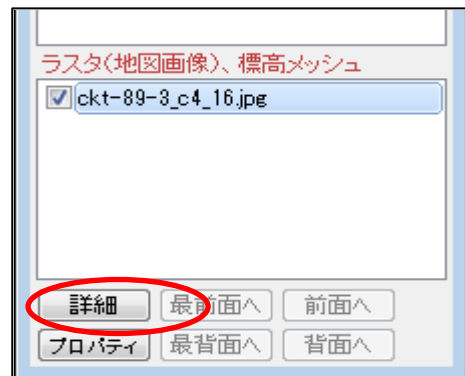 ラスタ(地図画像)、標高メッシュ
ckt-89-3_c4_16.jpg
詳細 最前面へ 前面へ
プロパティ 最背面へ 背面へ